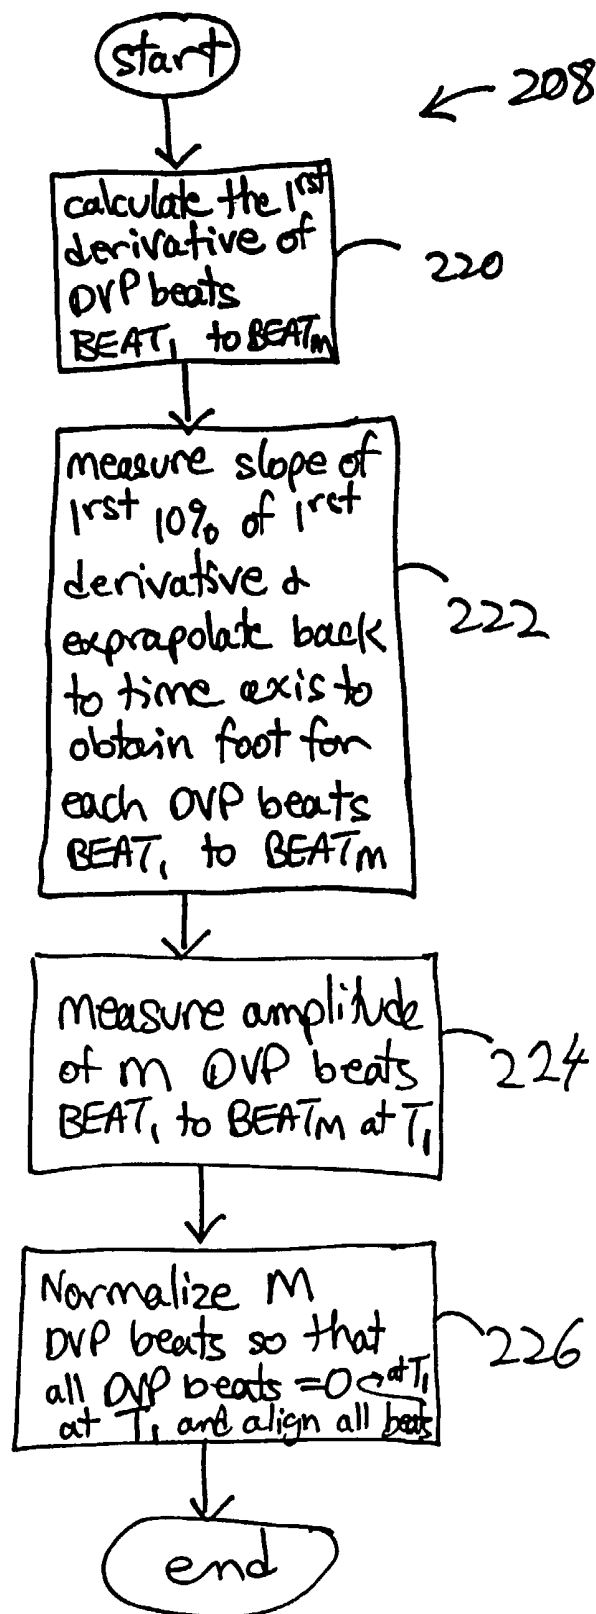 start
208
calculate the 1rst
derivative of
DVP beats
BEAT1 to BEATM
220
measure slope of
1rst 10% of 1rst
derivative &
exprapolate back
to time axis to
obtain foot for
each DVP beats
BEAT1 to BEATM
222
Measure amplitude
of M DVP beats
BEAT1 to BEATM at T1
224
Normalize M
DVP beats so that
all DVP beats =0 at T1
at T1 and align all beats
226
end